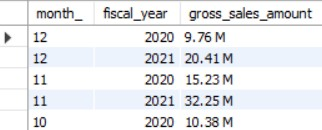 month_ fiscal_year gross_sales_amount
12 2020 9.76 M
12 2021 20.41 M
11 2020 15.23 M
11 2021 32.25 M
10 2020 10.38 M